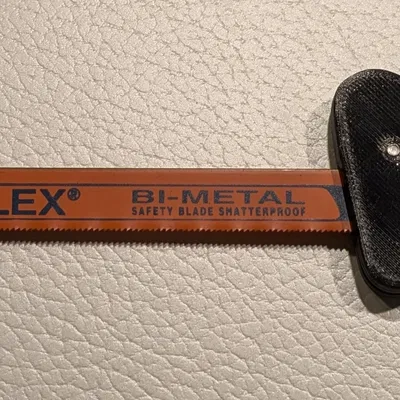 LEX®
BI-METAL
SAFETY BLADE SHATTERPROOF